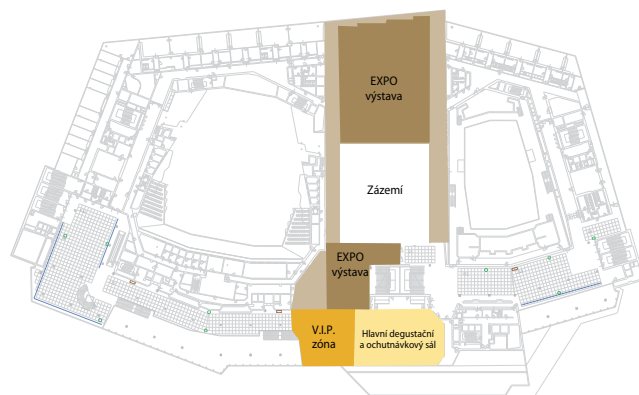 EXPO
výstava
Zázemí
EXPO
výstava
V.I.P.
zóna
Hlavní degustační
a ochutnávkový sál